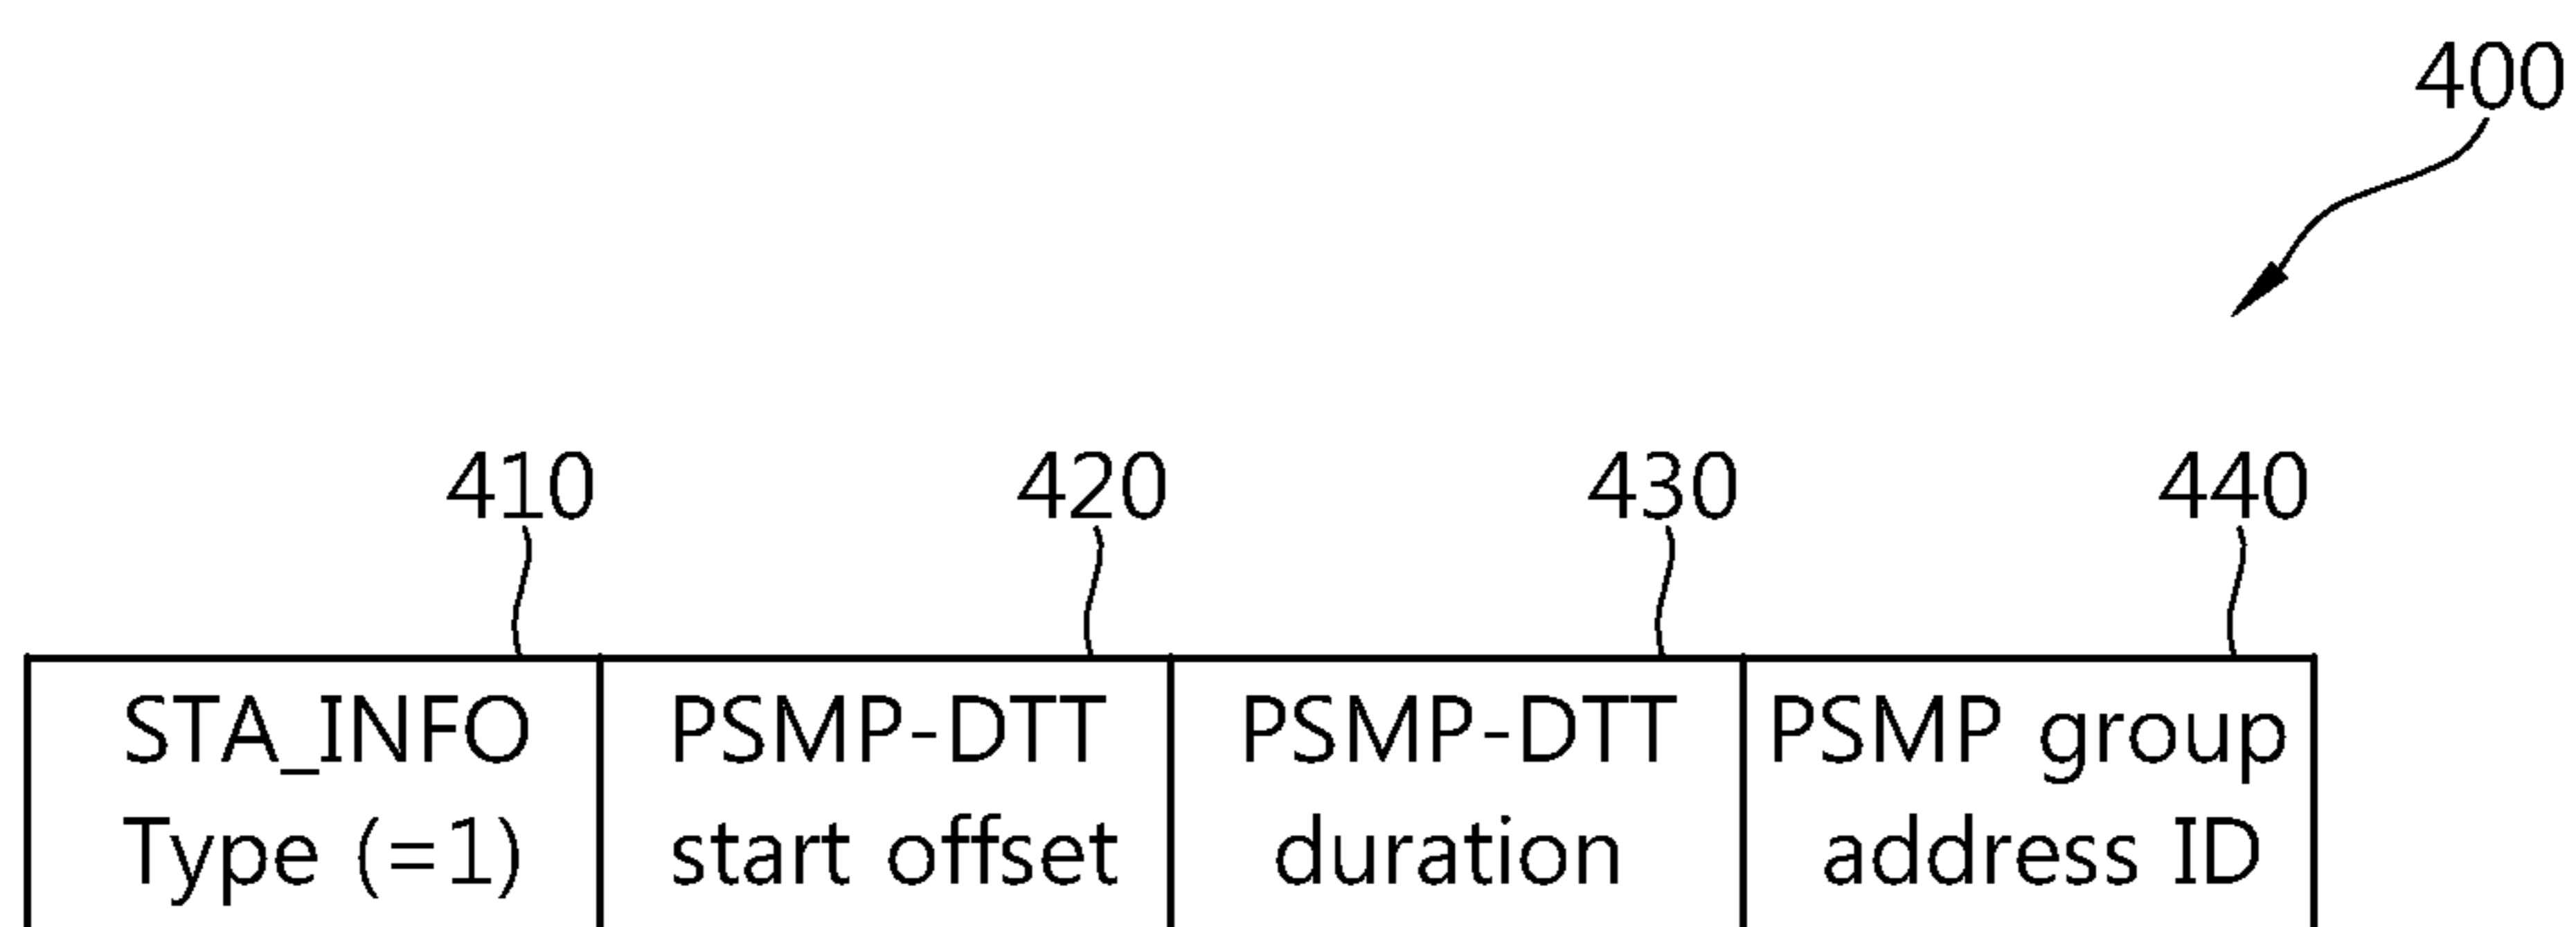 400
410 420 430 440
STA_INFO PSMP-DTT PSMP-DTT PSMP group
Type (=1) start offset duration address ID